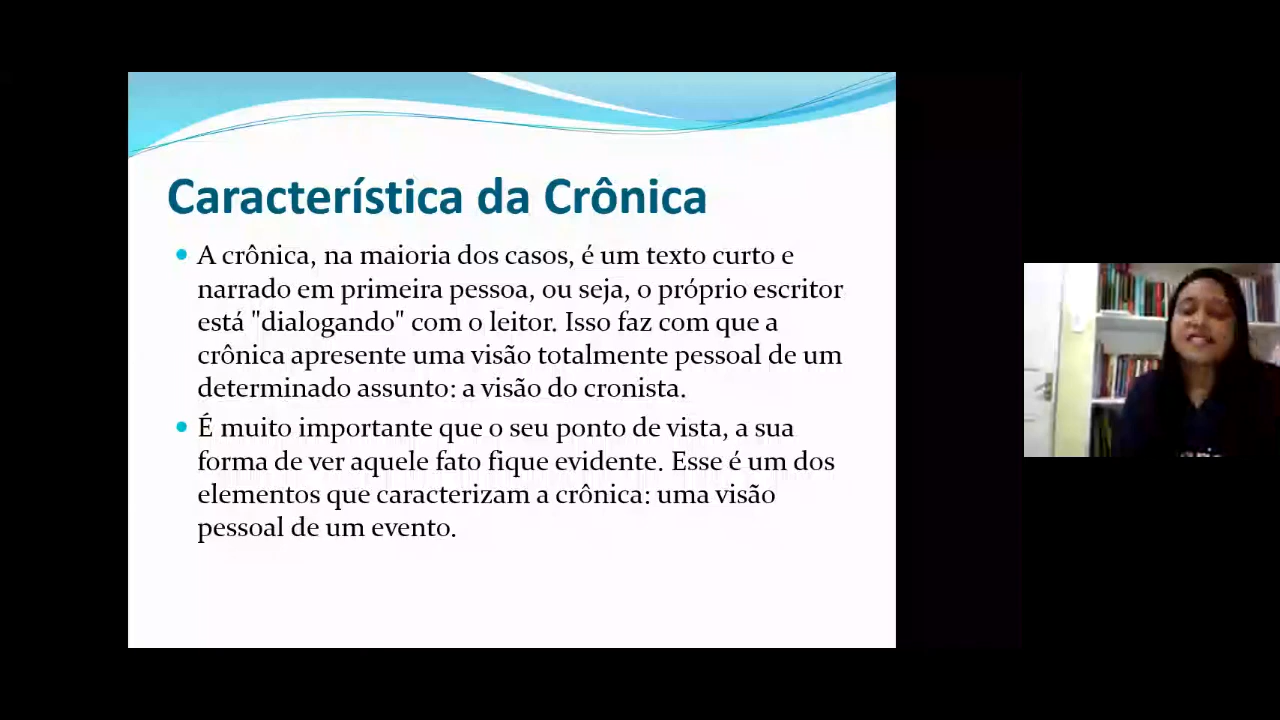 Característica da Crônica
A crônica, na maioria dos casos, é um texto curto e
narrado em primeira pessoa, ou seja, o próprio escritor
está "dialogando" com o leitor. Isso faz com que a
crônica apresente uma visão totalmente pessoal de um
determinado assunto: a visão do cronista.
É muito importante que o seu ponto de vista, a sua
forma de ver aquele fato fique evidente. Esse é um dos
elementos que caracterizam a crônica: uma visão
pessoal de um evento.